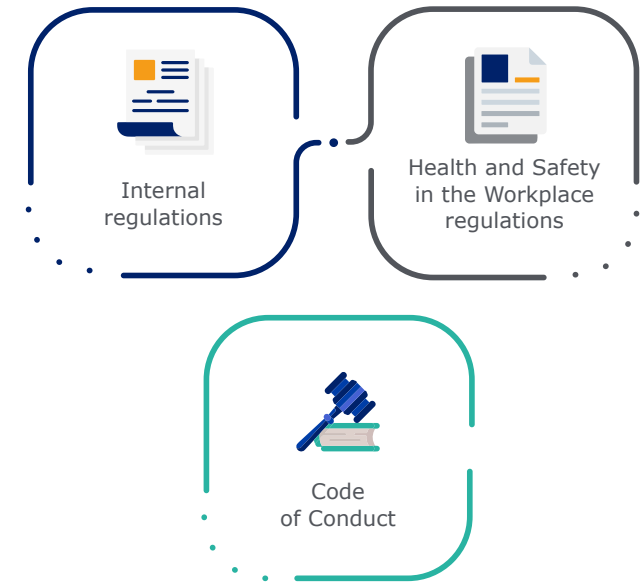 Internal
regulations
Health and Safety
in the Workplace
regulations
Code
of Conduct